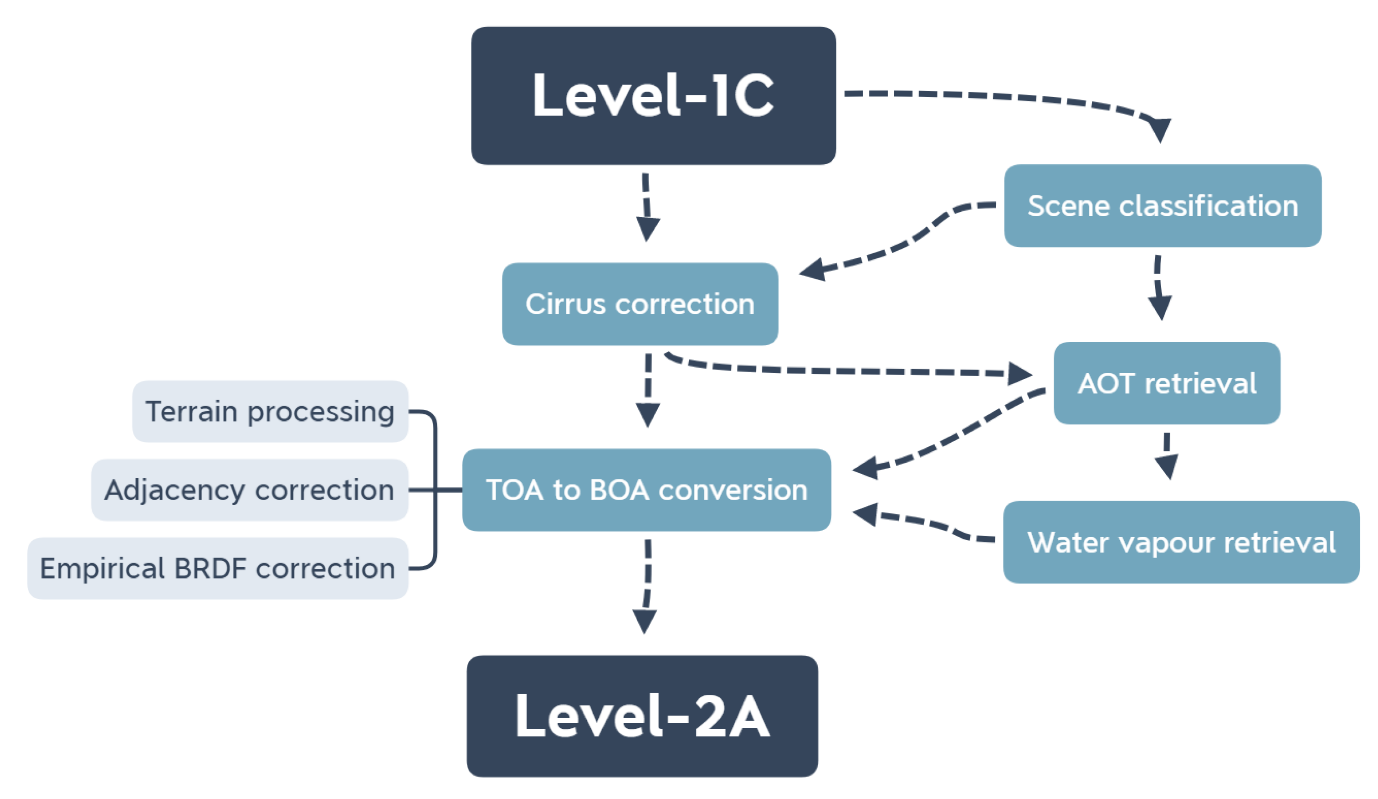 Level-1C
Scene classification
Cirrus correction
AOT retrieval
Terrain processing
Adjacency correction
TOA to BOA conversion
Water vapour retrieval
Empirical BRDF correction
Level-2A